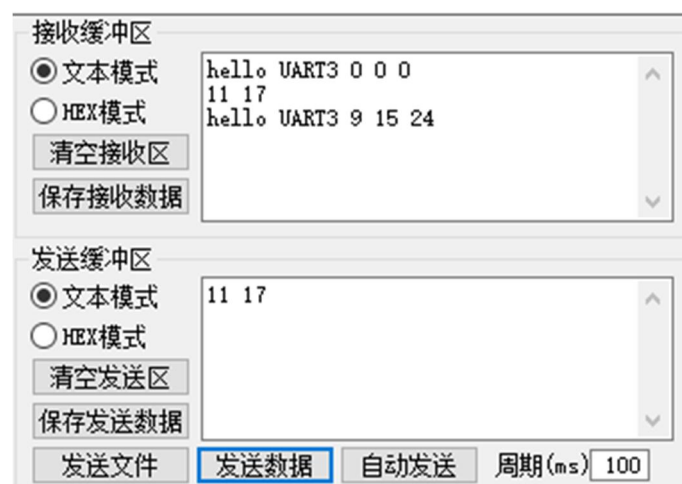 接收缓冲区
文本模式
HEX模式
清空接收区
保存接收数据
hello UART3 0 0 0
11 17
hello UART3 9 15 24
发送缓冲区
文本模式
HEX模式
清空发送区
保存发送数据
11 17
发送文件 发送数据 自动发送 周期(ms) 100